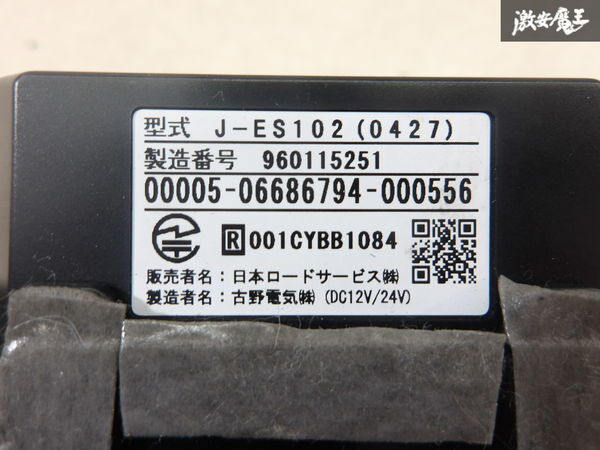 激安魔王
型式 J-ES102(0427)
製造番号 960115251
00005-06686794-000556
R 001CYBB1084
販売者名：日本ロードサービス㈱
製造者名：古野電気㈱ (DC12V/24V)